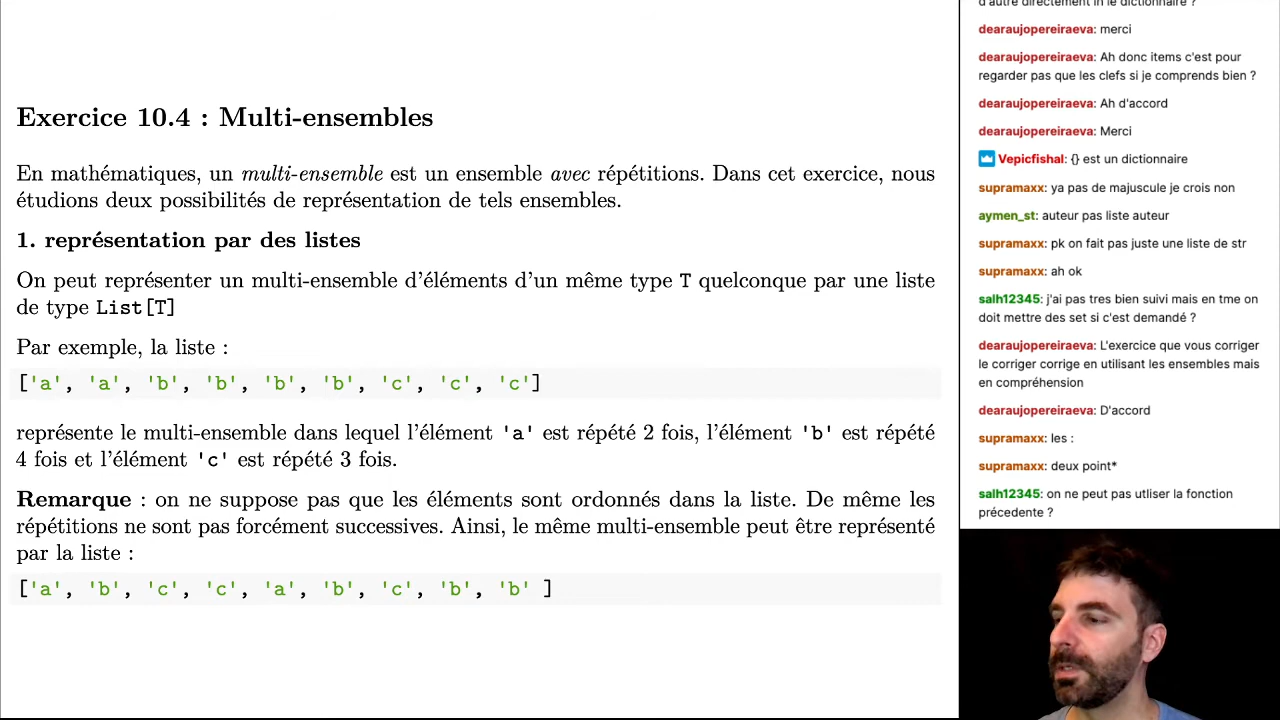 Exercice 10.4 : Multi-ensembles
En mathématiques, un multi-ensemble est un ensemble avec répétitions. Dans cet exercice, nous
étudions deux possibilités de représentation de tels ensembles.
1. représentation par des listes
On peut représenter un multi-ensemble d'éléments d'un même type T quelconque par une liste
de type List[T]
Par exemple, la liste :
['a', 'a', 'b', 'b', 'b', 'b', 'c', 'c', 'c']
représente le multi-ensemble dans lequel l'élément 'a' est répété 2 fois, l'élément 'b' est répété
4 fois et l'élément 'c' est répété 3 fois.
Remarque : on ne suppose pas que les éléments sont ordonnés dans la liste. De même les
répétitions ne sont pas forcément successives. Ainsi, le même multi-ensemble peut être représenté
par la liste :
['a', 'b', 'c', 'c', 'a', 'b', 'c', 'b', 'b' ]
d'autre directement in le dictionnaire ?
dearaujopereiraeva: merci
dearaujopereiraeva: Ah donc items c'est pour
regarder pas que les clefs si je comprends bien ?
dearaujopereiraeva: Ah d'accord
dearaujopereiraeva: Merci
Vepicfishal: {} est un dictionnaire
supramaxx: ya pas de majuscule je crois non
aymen_st: auteur pas liste auteur
supramaxx: pk on fait pas juste une liste de str
supramaxx: ah ok
salh12345: j'ai pas tres bien suivi mais en tme on
doit mettre des set si c'est demandé ?
dearaujopereiraeva: L'exercice que vous corriger
le corriger corrige en utilisant les ensembles mais
en compréhension
dearaujopereiraeva: D'accord
supramaxx: les :
supramaxx: deux point*
salh12345: on ne peut pas utliser la fonction
précedente ?